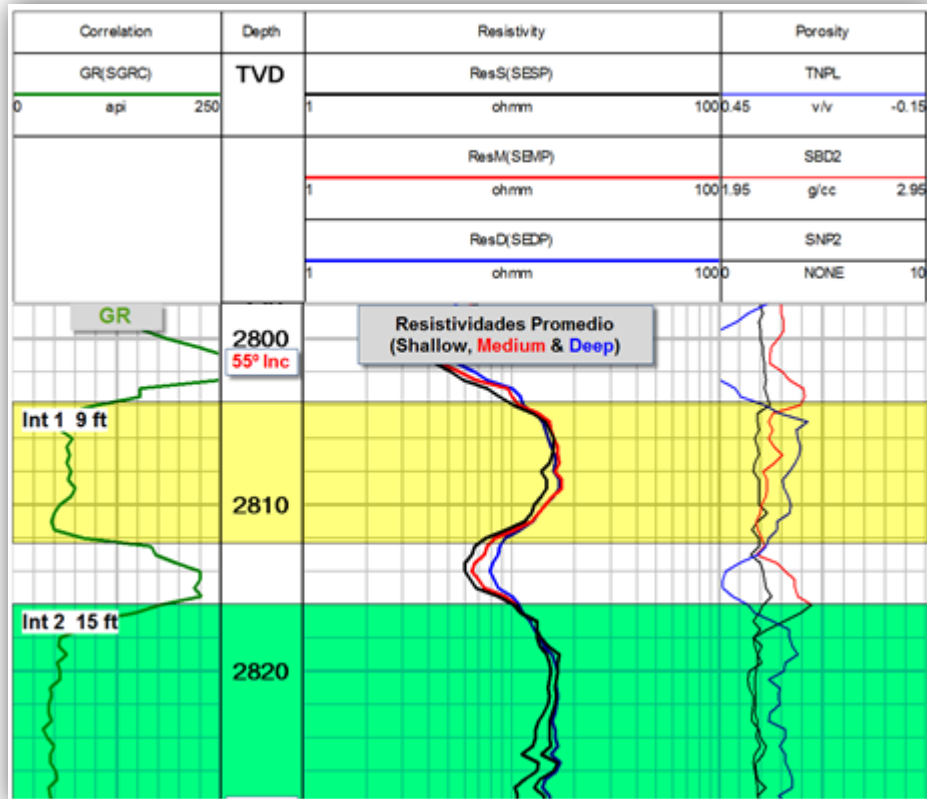 Correlation Depth Resistivity Porosity
GR(SGRC) TVD ResS(SESP) TNPL
0 api 250 1 ohmm 100 0.45 v/v -0.15
ResM(SEMP) SBD2
1 ohmm 100 1.95 g/cc 2.95
ResD(SEDP) SNP2
1 ohmm 100 0 NONE 10
GR
Resistividades Promedio
(Shallow, Medium & Deep)
2800
55º Inc
Int 1 9 ft
2810
Int 2 15 ft
2820